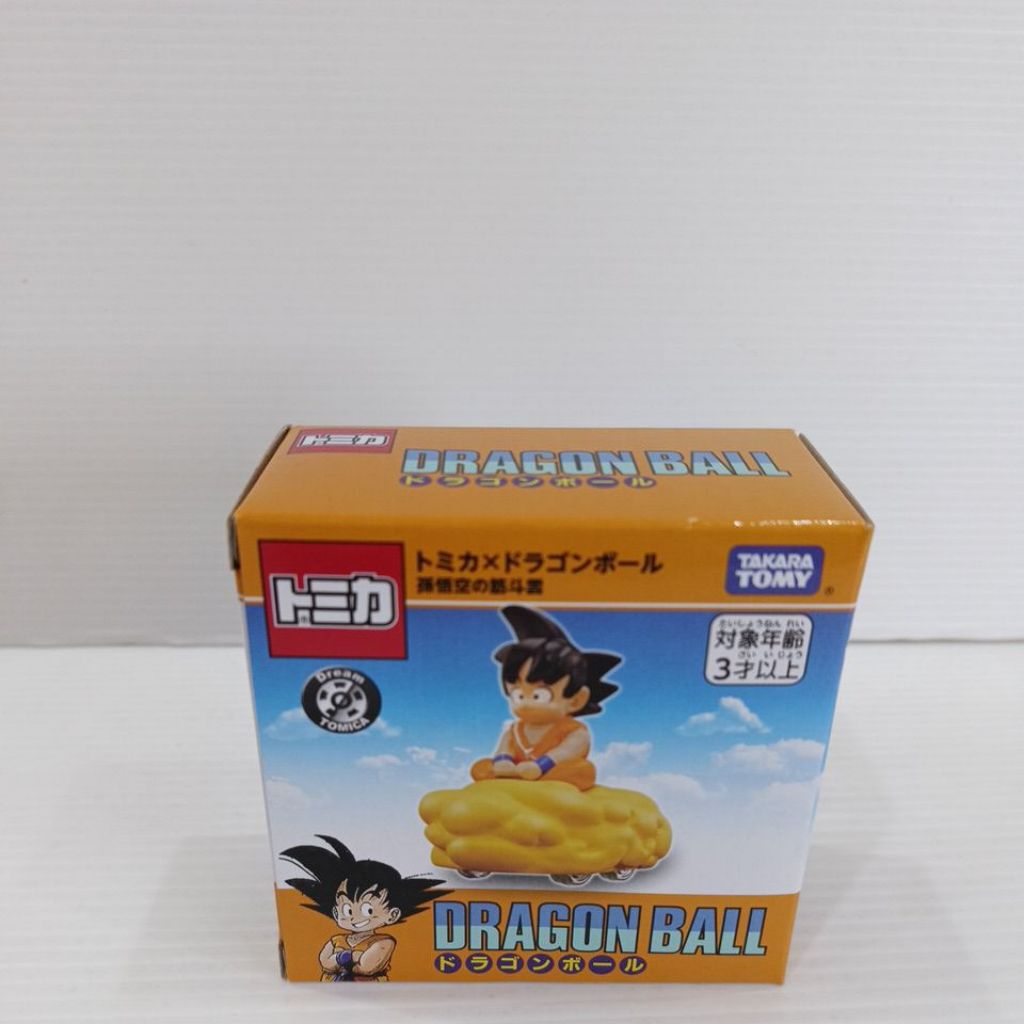 トミカ
DRAGON BALL
ドラゴンボール
トミカ×ドラゴンボール
孫悟空の筋斗雲
TAKARA
TOMY
トミカ
Dream
TOMICA
たいしょうねん れい
対象年齢
さい い じょう
3才以上
DRAGON BALL
ドラゴンボール